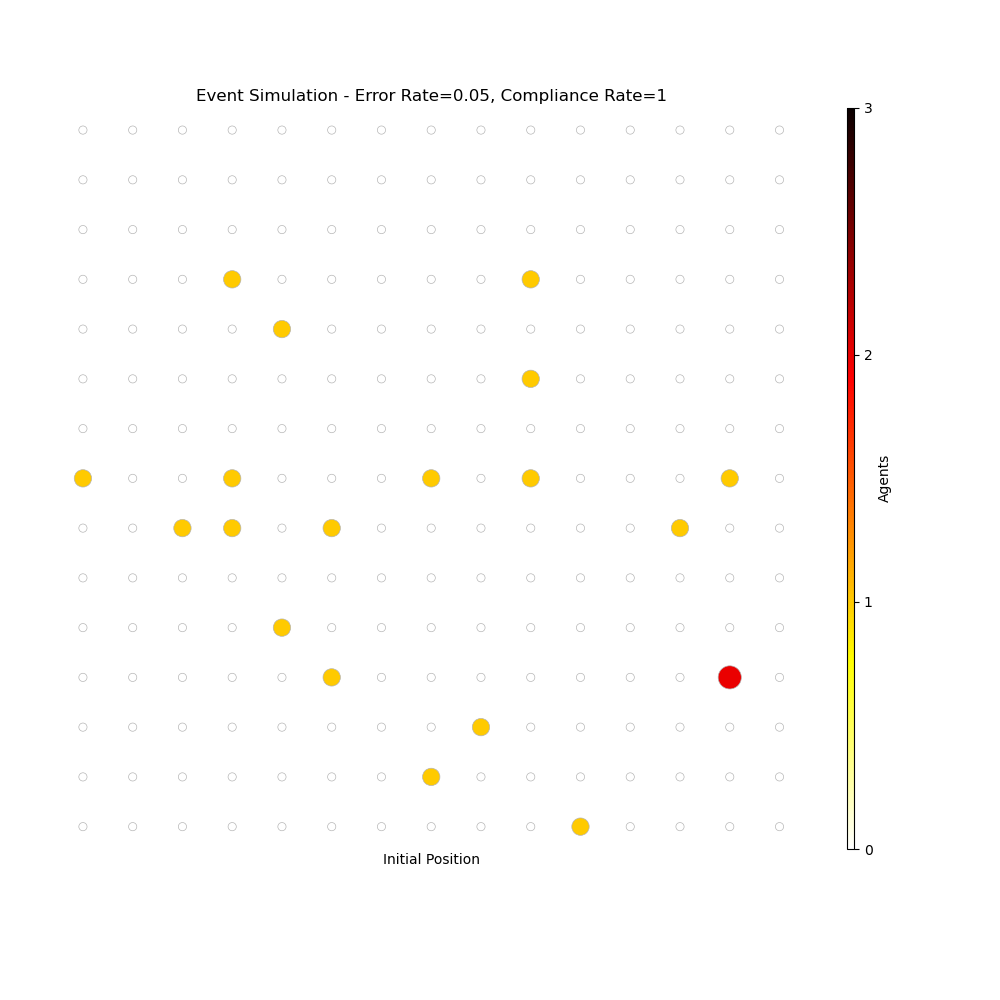 Event Simulation - Error Rate=0.05, Compliance Rate=1
3
2
Agents
1
0
Initial Position